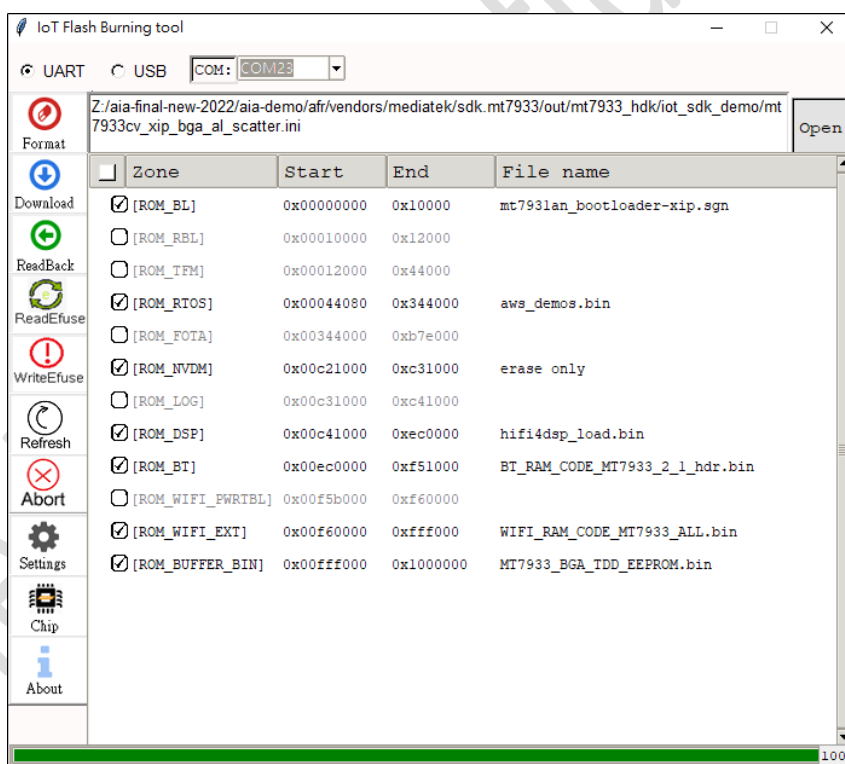 IoT Flash Burning tool
UART USB COM: COM23
Format
Z:/aia-final-new-2022/aia-demo/afr/vendors/mediatek/sdk.mt7933/out/mt7933_hdk/iot_sdk_demo/mt
7933cv_xip_bga_al_scatter.ini
Open
Zone Start End File name
Download
[ROM_BL] 0x00000000 0x10000 mt7931an_bootloader-xip.sgn
[ROM_RBL] 0x00010000 0x12000
ReadBack
[ROM_TFM] 0x00012000 0x44000
[ROM_RTOS] 0x00044080 0x344000 aws_demos.bin
ReadEfuse
[ROM_FOTA] 0x00344000 0xb7e000
[ROM_NVDM] 0x00c21000 0xc31000 erase only
WriteEfuse
[ROM_LOG] 0x00c31000 0xc41000
[ROM_DSP] 0x00c41000 0xec0000 hifi4dsp_load.bin
Refresh
[ROM_BT] 0x00ec0000 0xf51000 BT_RAM_CODE_MT7933_2_1_hdr.bin
Abort
[ROM_WIFI_PWRTBL] 0x00f5b000 0xf60000
[ROM_WIFI_EXT] 0x00f60000 0xfff000 WIFI_RAM_CODE_MT7933_ALL.bin
Settings
[ROM_BUFFER_BIN] 0x00fff000 0x1000000 MT7933_BGA_TDD_EEPROM.bin
Chip
About
100